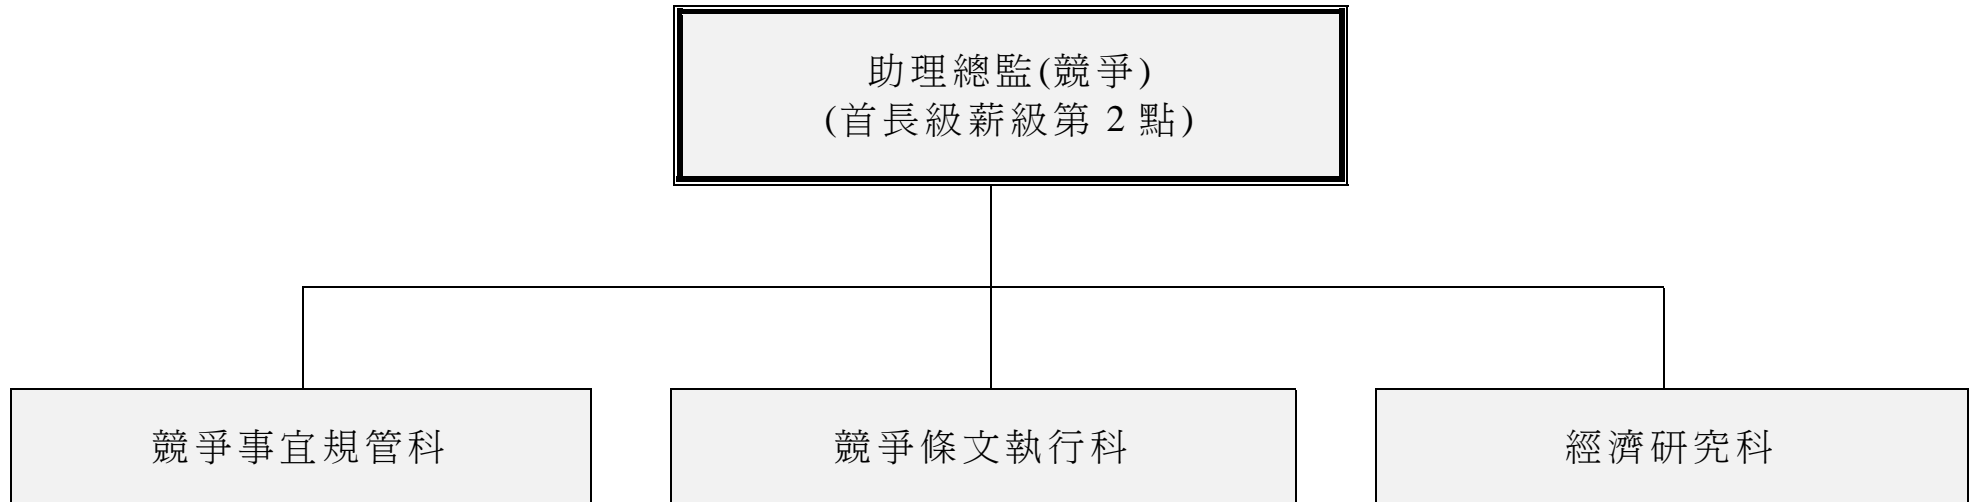 助理總監(競爭)
(首長級薪級第 2 點)
競爭事宜規管科
競爭條文執行科
經濟研究科